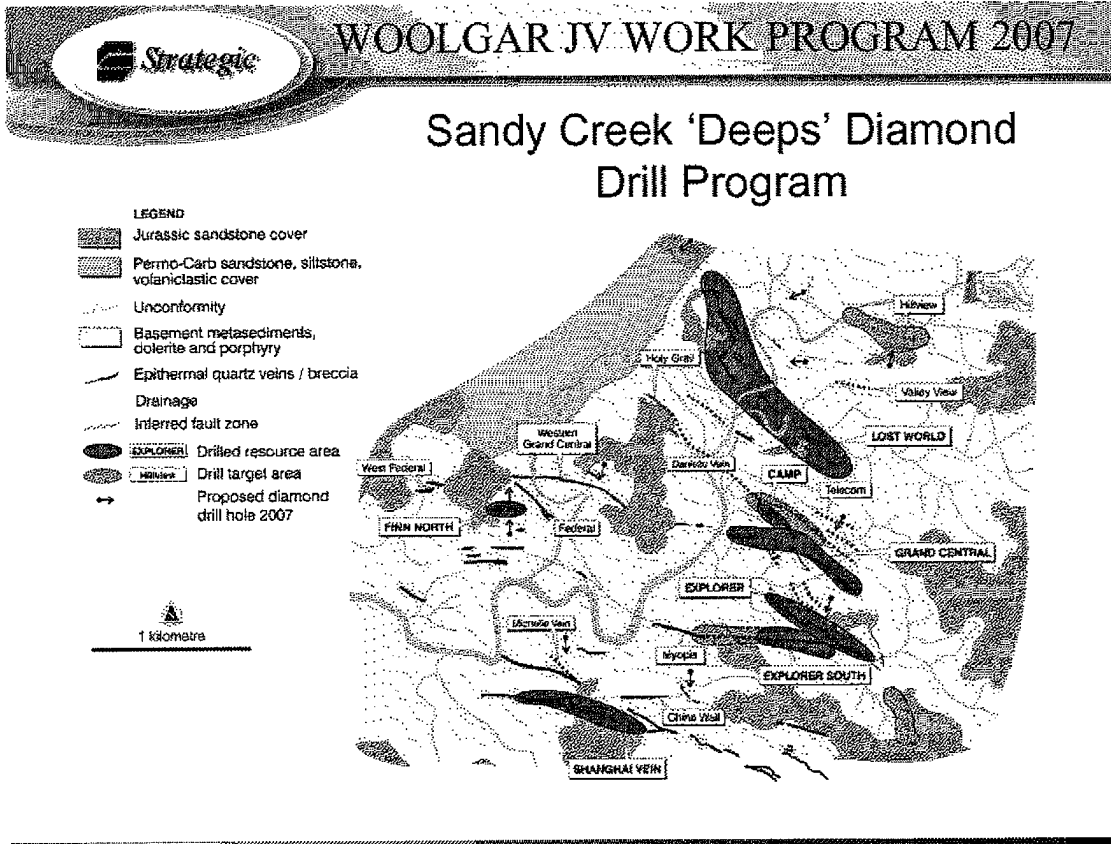 Strategic
WOOLGAR JV WORK PROGRAM 2007
Sandy Creek 'Deeps' Diamond
Drill Program
LEGEND
Jurassic sandstone cover
Permo-Carb sandstone, siltstone,
volaniclastic cover
Unconformity
Basement metasediments,
dolerite and porphyry
Epithermal quartz veins / breccia
Drainage
Inferred fault zone
EXPLORER Drilled resource area
Hillview Drill target area
Proposed diamond
drill hole 2007
1 kilometre
Hillview
Holy Grail
Valley View
Western
Grand Central
LOST WORLD
West Federal
Vein
CAMP
Telecom
FINN NORTH
Federal
GRAND CENTRAL
EXPLORER
Michelle Vein
Myopia
EXPLORER SOUTH
China Wall
SHANGHAI VEIN